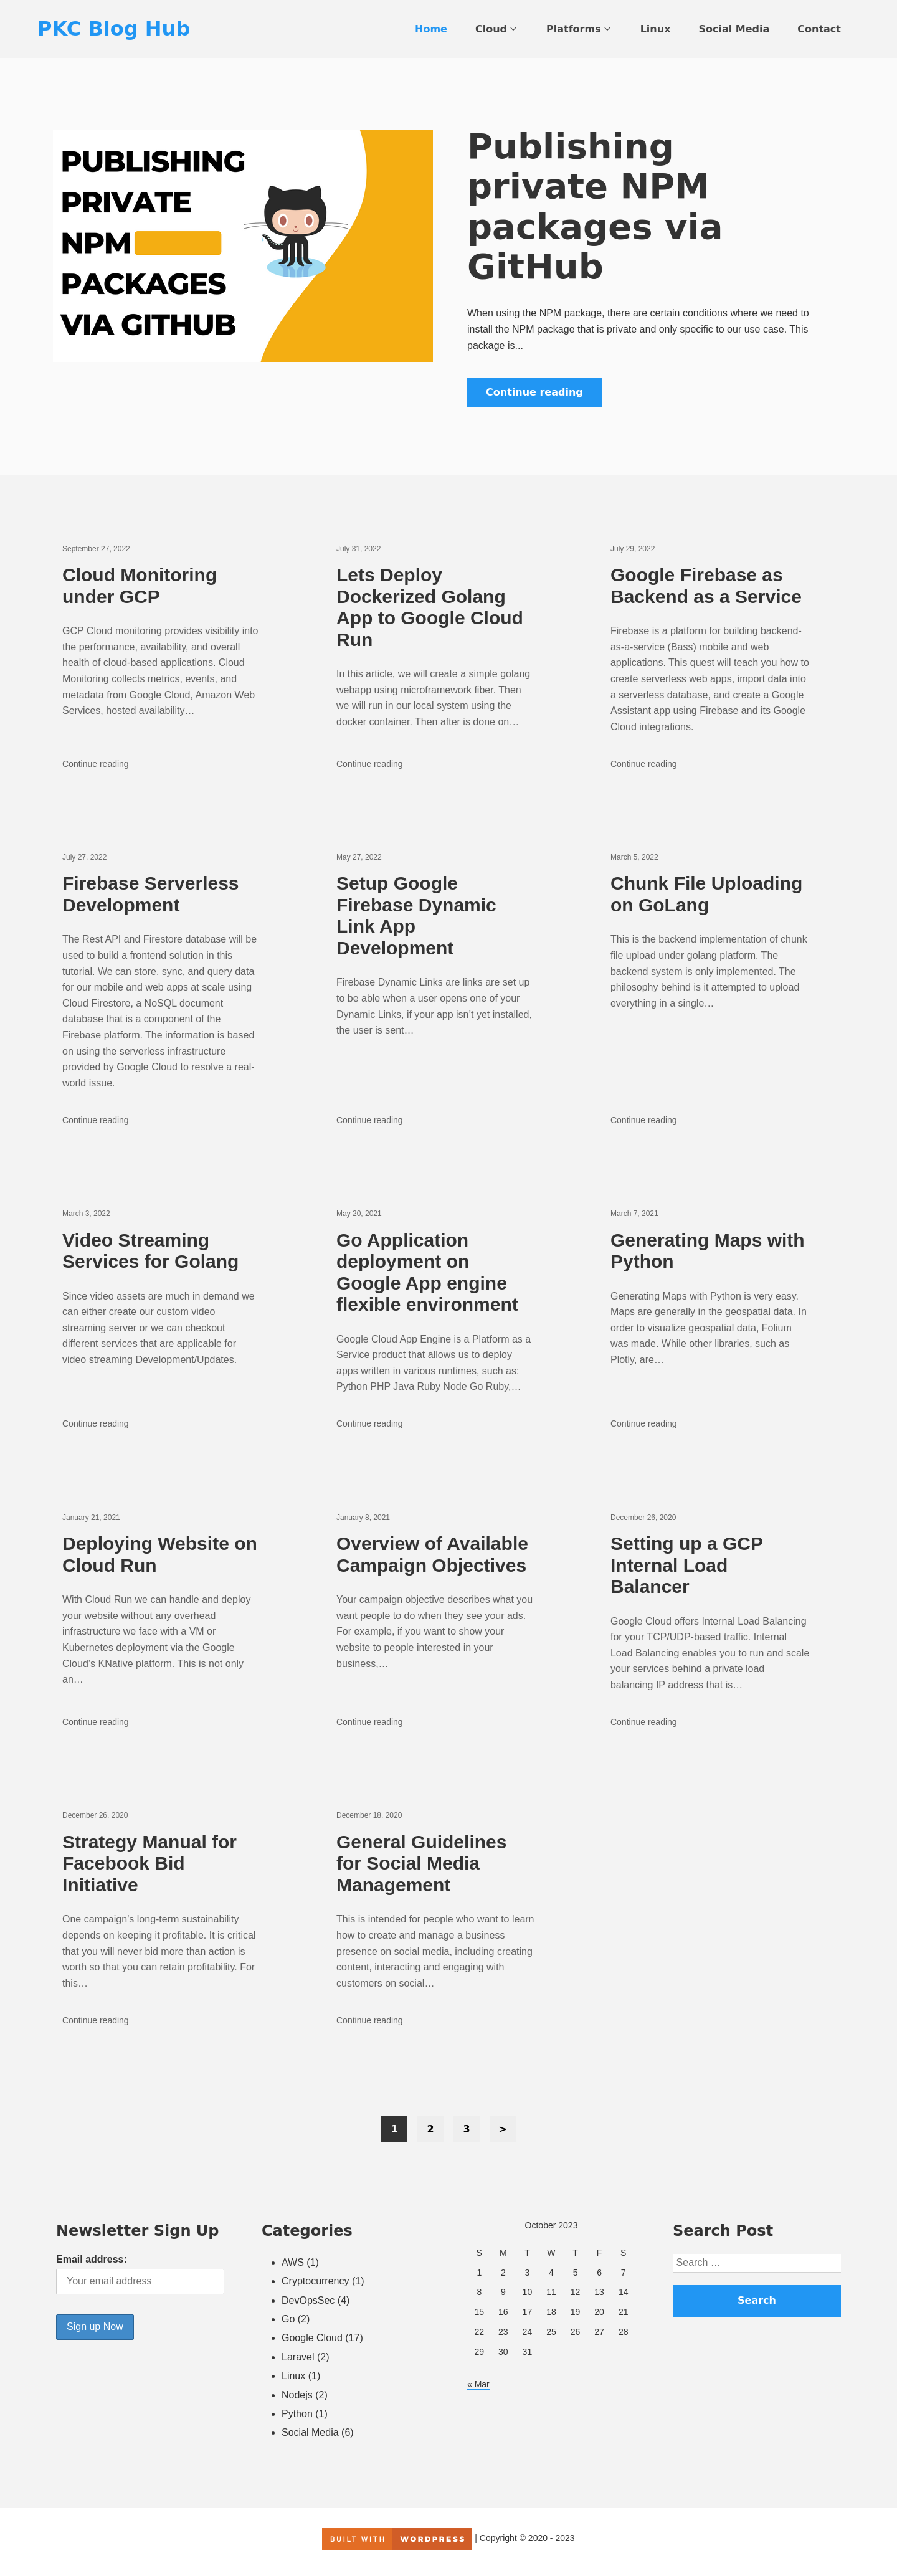 PKC Blog Hub
Home Cloud Platforms Linux Social Media Contact
PUBLISHING
PRIVATE
NPM
PACKAGES
VIA GITHUB
Publishing
private NPM
packages via
GitHub
When using the NPM package, there are certain conditions where we need to
install the NPM package that is private and only specific to our use case. This
package is...
Continue reading
September 27, 2022
Cloud Monitoring
under GCP
GCP Cloud monitoring provides visibility into
the performance, availability, and overall
health of cloud-based applications. Cloud
Monitoring collects metrics, events, and
metadata from Google Cloud, Amazon Web
Services, hosted availability…
Continue reading
July 31, 2022
Lets Deploy
Dockerized Golang
App to Google Cloud
Run
In this article, we will create a simple golang
webapp using microframework fiber. Then
we will run in our local system using the
docker container. Then after is done on…
Continue reading
July 29, 2022
Google Firebase as
Backend as a Service
Firebase is a platform for building backend-
as-a-service (Bass) mobile and web
applications. This quest will teach you how to
create serverless web apps, import data into
a serverless database, and create a Google
Assistant app using Firebase and its Google
Cloud integrations.
Continue reading
July 27, 2022
Firebase Serverless
Development
The Rest API and Firestore database will be
used to build a frontend solution in this
tutorial. We can store, sync, and query data
for our mobile and web apps at scale using
Cloud Firestore, a NoSQL document
database that is a component of the
Firebase platform. The information is based
on using the serverless infrastructure
provided by Google Cloud to resolve a real-
world issue.
Continue reading
May 27, 2022
Setup Google
Firebase Dynamic
Link App
Development
Firebase Dynamic Links are links are set up
to be able when a user opens one of your
Dynamic Links, if your app isn’t yet installed,
the user is sent…
Continue reading
March 5, 2022
Chunk File Uploading
on GoLang
This is the backend implementation of chunk
file upload under golang platform. The
backend system is only implemented. The
philosophy behind is it attempted to upload
everything in a single…
Continue reading
March 3, 2022
Video Streaming
Services for Golang
Since video assets are much in demand we
can either create our custom video
streaming server or we can checkout
different services that are applicable for
video streaming Development/Updates.
Continue reading
May 20, 2021
Go Application
deployment on
Google App engine
flexible environment
Google Cloud App Engine is a Platform as a
Service product that allows us to deploy
apps written in various runtimes, such as:
Python PHP Java Ruby Node Go Ruby,…
Continue reading
March 7, 2021
Generating Maps with
Python
Generating Maps with Python is very easy.
Maps are generally in the geospatial data. In
order to visualize geospatial data, Folium
was made. While other libraries, such as
Plotly, are…
Continue reading
January 21, 2021
Deploying Website on
Cloud Run
With Cloud Run we can handle and deploy
your website without any overhead
infrastructure we face with a VM or
Kubernetes deployment via the Google
Cloud’s KNative platform. This is not only
an…
Continue reading
January 8, 2021
Overview of Available
Campaign Objectives
Your campaign objective describes what you
want people to do when they see your ads.
For example, if you want to show your
website to people interested in your
business,…
Continue reading
December 26, 2020
Setting up a GCP
Internal Load
Balancer
Google Cloud offers Internal Load Balancing
for your TCP/UDP-based traffic. Internal
Load Balancing enables you to run and scale
your services behind a private load
balancing IP address that is…
Continue reading
December 26, 2020
Strategy Manual for
Facebook Bid
Initiative
One campaign’s long-term sustainability
depends on keeping it profitable. It is critical
that you will never bid more than action is
worth so that you can retain profitability. For
this…
Continue reading
December 18, 2020
General Guidelines
for Social Media
Management
This is intended for people who want to learn
how to create and manage a business
presence on social media, including creating
content, interacting and engaging with
customers on social…
Continue reading
1 2 3 >
Newsletter Sign Up
Email address:
Your email address
Sign up Now
Categories
AWS (1)
Cryptocurrency (1)
DevOpsSec (4)
Go (2)
Google Cloud (17)
Laravel (2)
Linux (1)
Nodejs (2)
Python (1)
Social Media (6)
October 2023
S M T W T F S
1 2 3 4 5 6 7
8 9 10 11 12 13 14
15 16 17 18 19 20 21
22 23 24 25 26 27 28
29 30 31
« Mar
Search Post
Search …
Search
BUILT WITH WORDPRESS | Copyright © 2020 - 2023